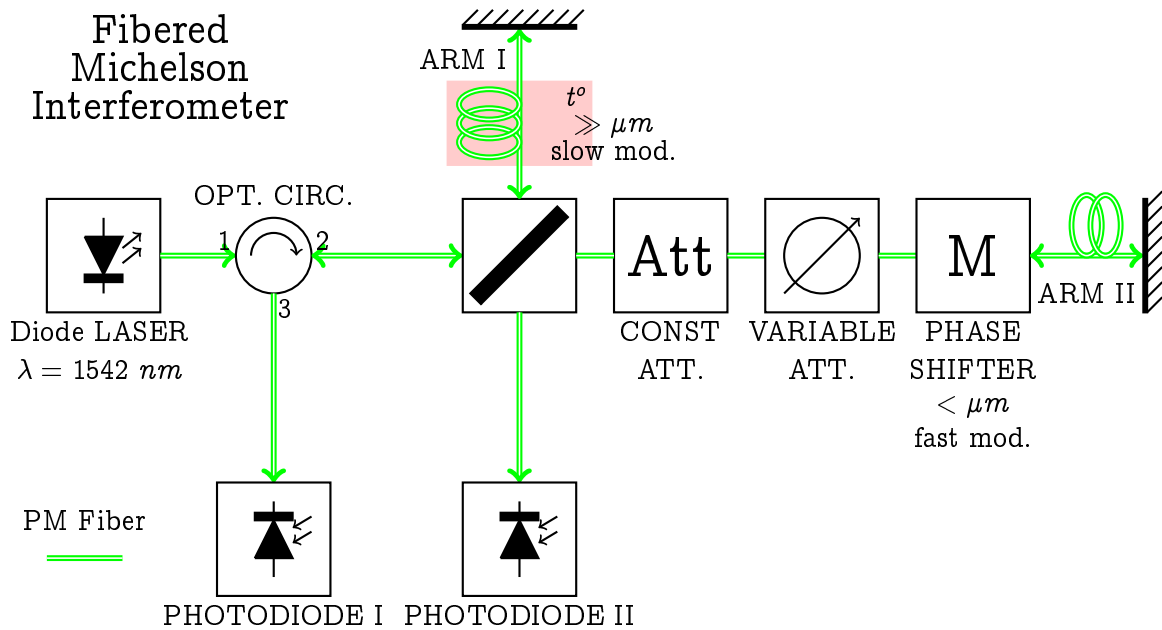 Fibered
Michelson
Interferometer
ARM I
t°
≫ μm
slow mod.
OPT. CIRC.
1
2
3
Att
M
ARM II
Diode LASER
λ = 1542 nm
CONST
ATT.
VARIABLE
ATT.
PHASE
SHIFTER
< μm
fast mod.
PM Fiber
PHOTODIODE I
PHOTODIODE II